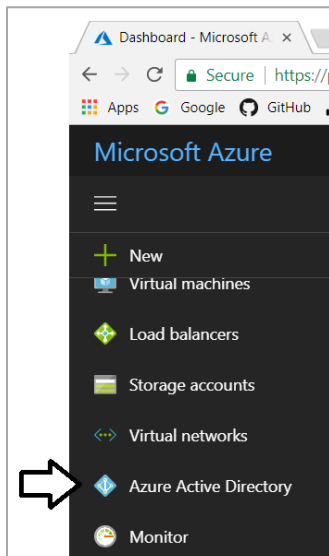 Dashboard - Microsoft A
Secure | https://
Apps Google GitHub
Microsoft Azure
New
Virtual machines
Load balancers
Storage accounts
Virtual networks
Azure Active Directory
Monitor